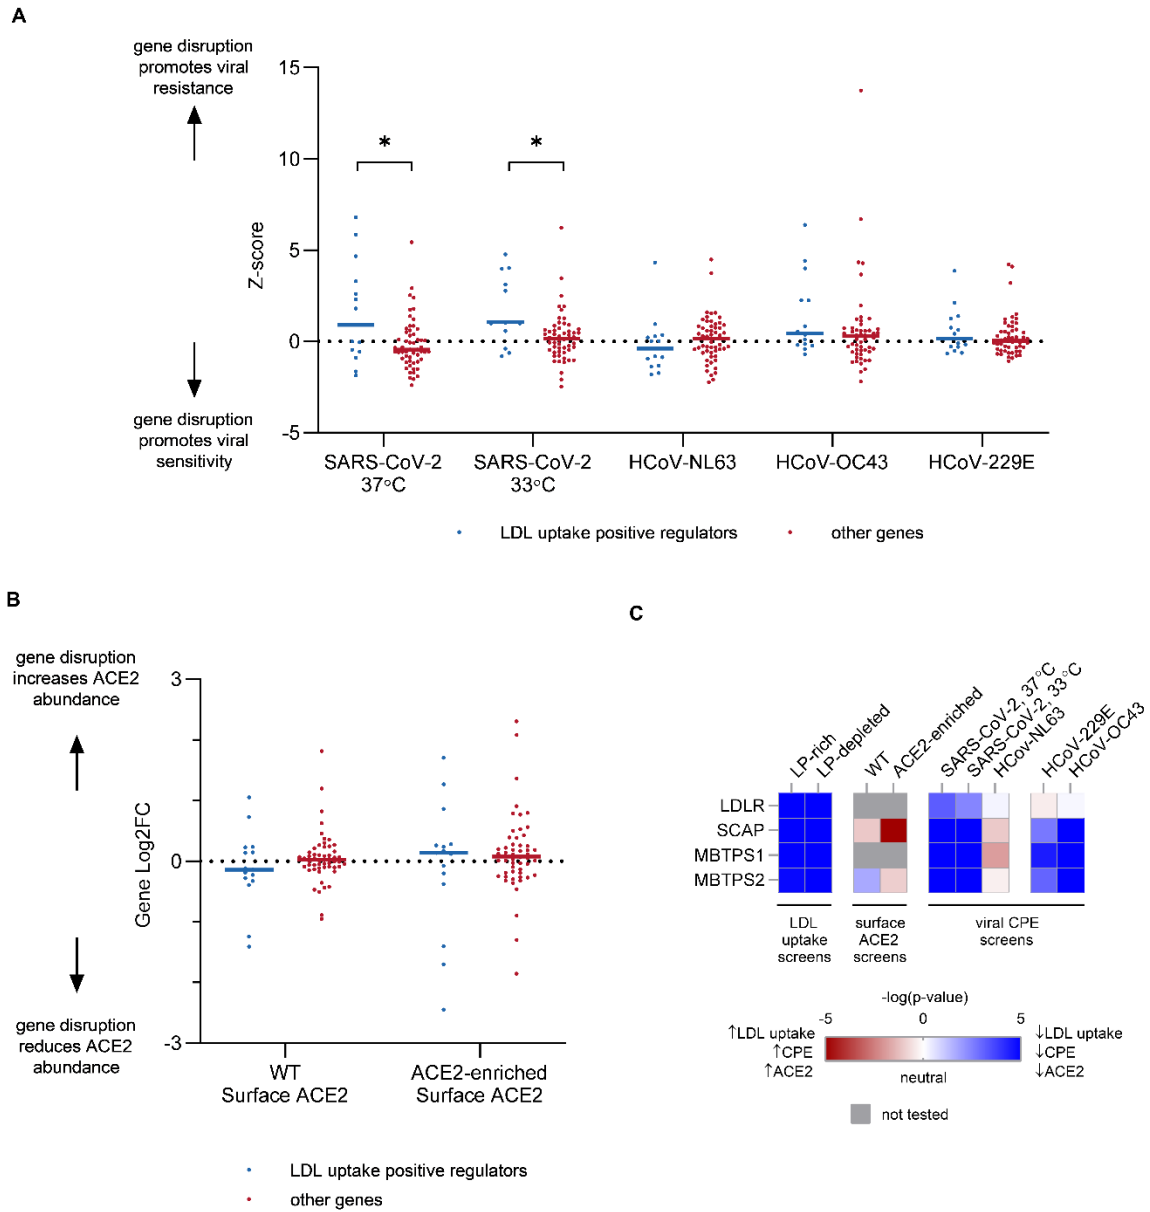 A
gene disruption
promotes viral
resistance
15
10
5
0
-5
Z-score
*
*
gene disruption
promotes viral
sensitivity
SARS-CoV-2
37°C
SARS-CoV-2
33°C
HCoV-NL63
HCoV-OC43
HCoV-229E
LDL uptake positive regulators
other genes
B
gene disruption
increases ACE2
abundance
3
0
-3
Gene Log2FC
gene disruption
reduces ACE2
abundance
WT
Surface ACE2
ACE2-enriched
Surface ACE2
LDL uptake positive regulators
other genes
C
LP-rich
LP-depleted
WT
ACE2-enriched
SARS-CoV-2, 37°C
SARS-CoV-2, 33°C
HCov-NL63
HCoV-229E
HCoV-OC43
LDLR
SCAP
MBTPS1
MBTPS2
LDL
uptake
screens
surface
ACE2
screens
viral CPE
screens
-log(p-value)
-5 0 5
↑LDL uptake
↑CPE
↑ACE2
neutral
↓LDL uptake
↓CPE
↓ACE2
not tested